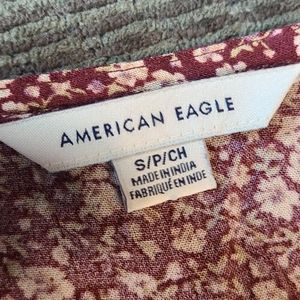 AMERICAN EAGLE
S/P/CH
MADE IN INDIA
FABRIQUÉ EN INDE